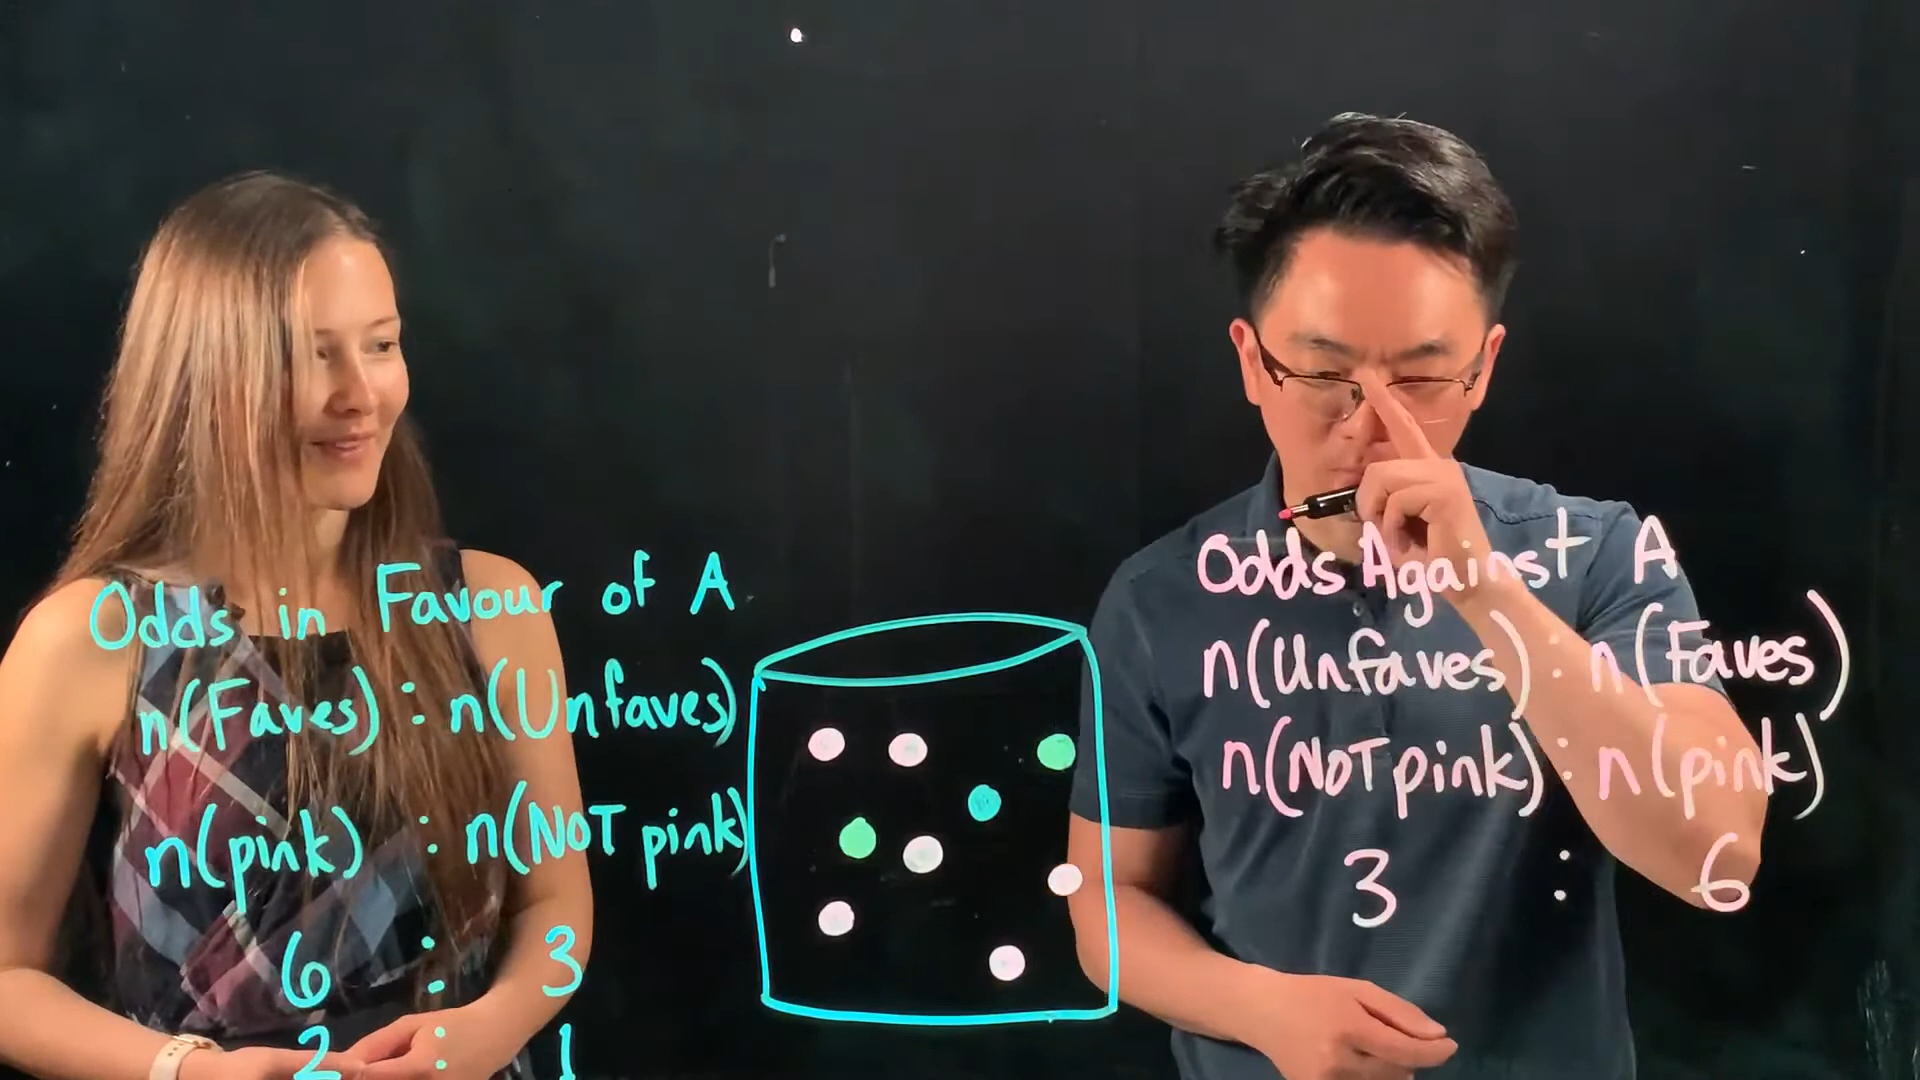 Odds in Favour of A
n(Faves) : n(Unfaves)
n(pink) : n(NOT pink)
6 : 3
2 : 1
Odds Against A
n(Unfaves) : n(Faves)
n(NOT pink) : n(pink)
3 : 6